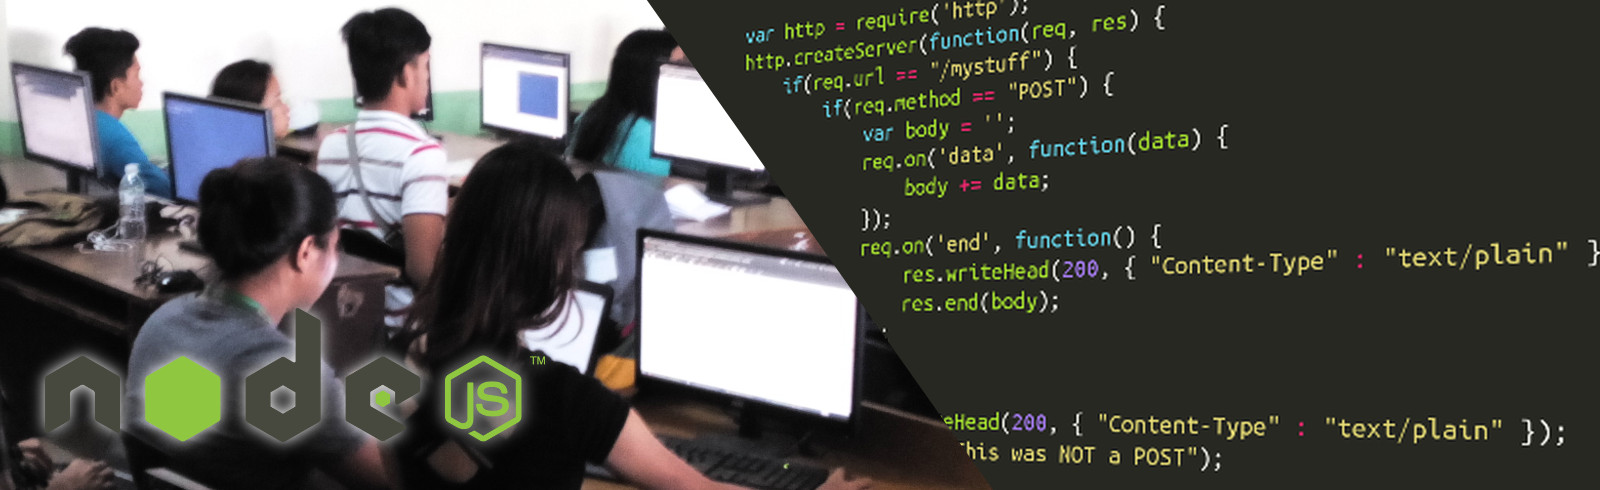 var http = require('http');
http.createServer(function(req, res) {
if(req.url == "/mystuff") {
if(req.method == "POST") {
var body = '';
req.on('data', function(data) {
body += data;
});
req.on('end', function() {
res.writeHead(200, { "Content-Type" : "text/plain" }
res.end(body);
eHead(200, { "Content-Type" : "text/plain" });
his was NOT a POST");
node JS ™